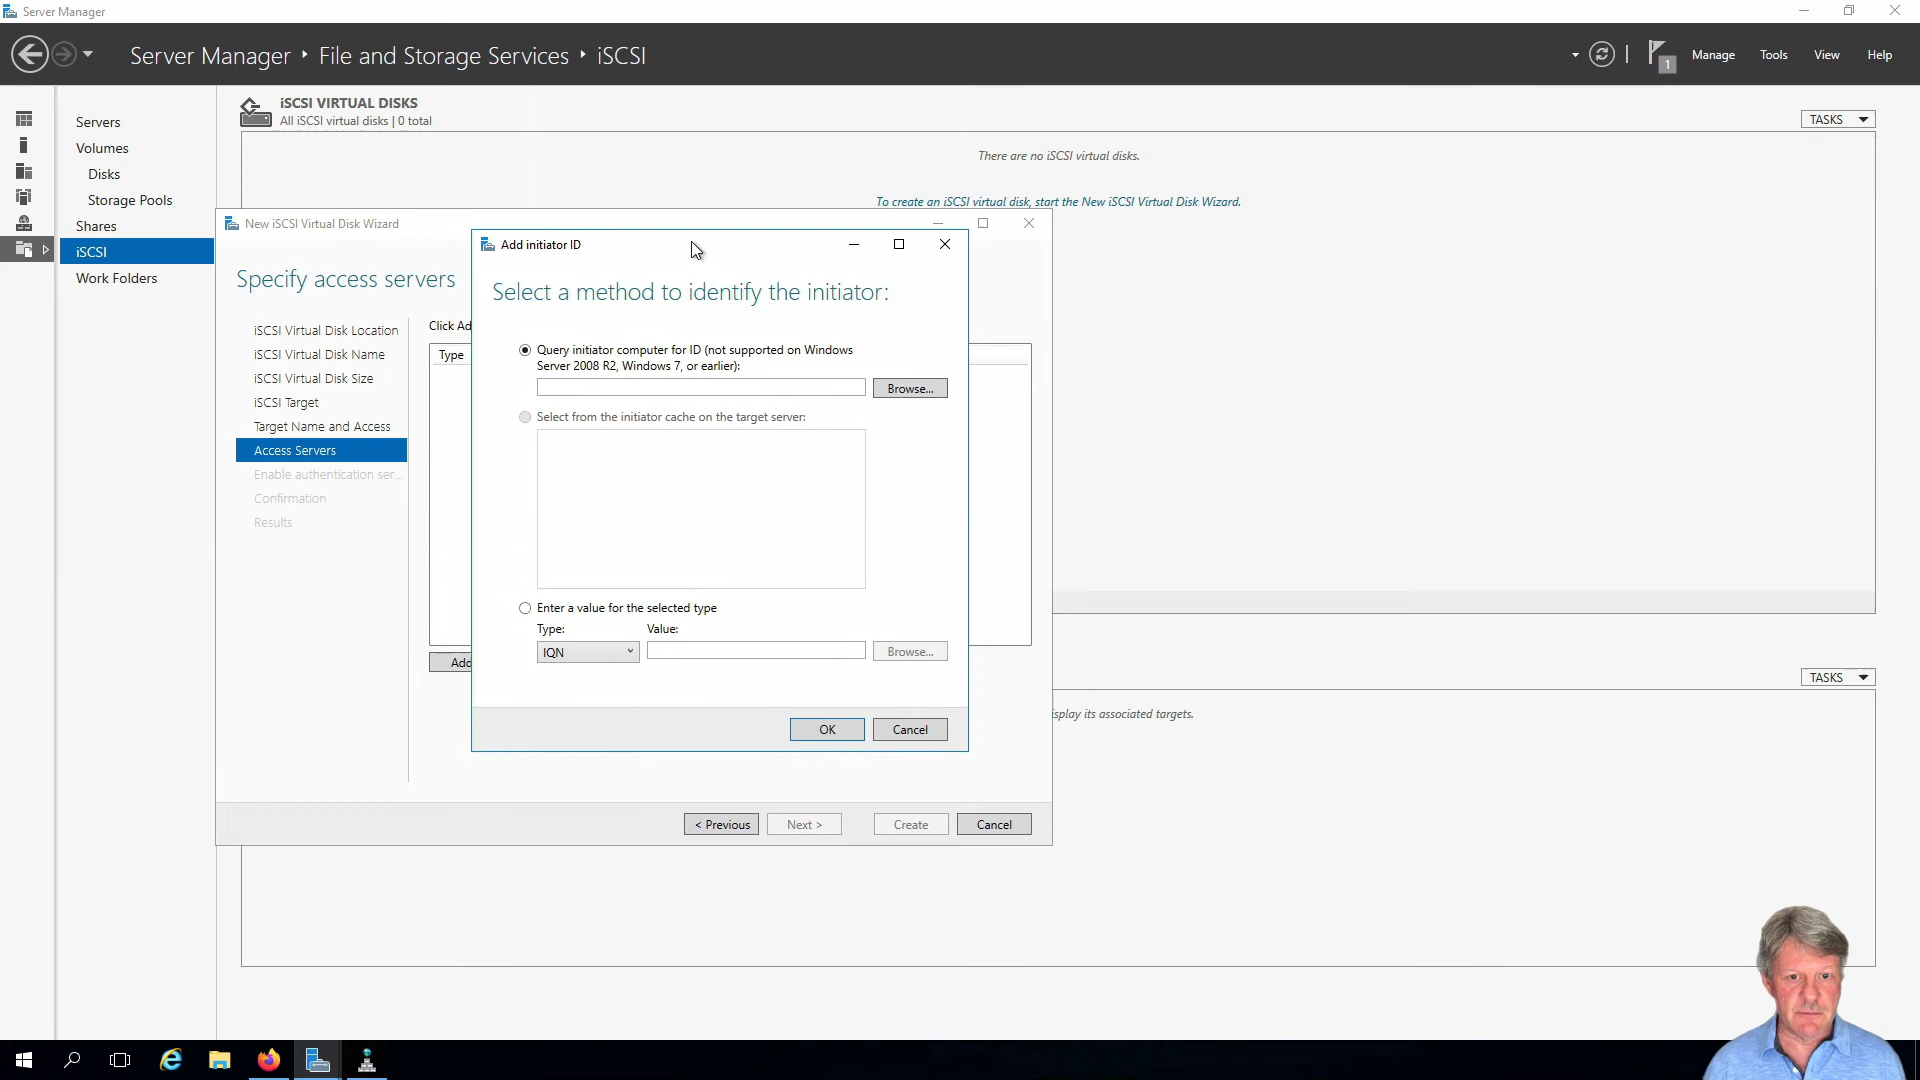 Server Manager
Server Manager ‣ File and Storage Services ‣ iSCSI
1
Manage
Tools
View
Help
Servers
Volumes
Disks
Storage Pools
Shares
iSCSI
Work Folders
iSCSI VIRTUAL DISKS
All iSCSI virtual disks | 0 total
TASKS
There are no iSCSI virtual disks.
To create an iSCSI virtual disk, start the New iSCSI Virtual Disk Wizard.
New iSCSI Virtual Disk Wizard
Specify access servers
iSCSI Virtual Disk Location
iSCSI Virtual Disk Name
iSCSI Virtual Disk Size
iSCSI Target
Target Name and Access
Access Servers
Enable authentication ser...
Confirmation
Results
Click Ad
Type
Add
Add initiator ID
Select a method to identify the initiator:
Query initiator computer for ID (not supported on Windows
Server 2008 R2, Windows 7, or earlier):
Browse...
Select from the initiator cache on the target server:
Enter a value for the selected type
Type:
Value:
IQN
Browse...
OK
Cancel
< Previous
Next >
Create
Cancel
TASKS
isplay its associated targets.